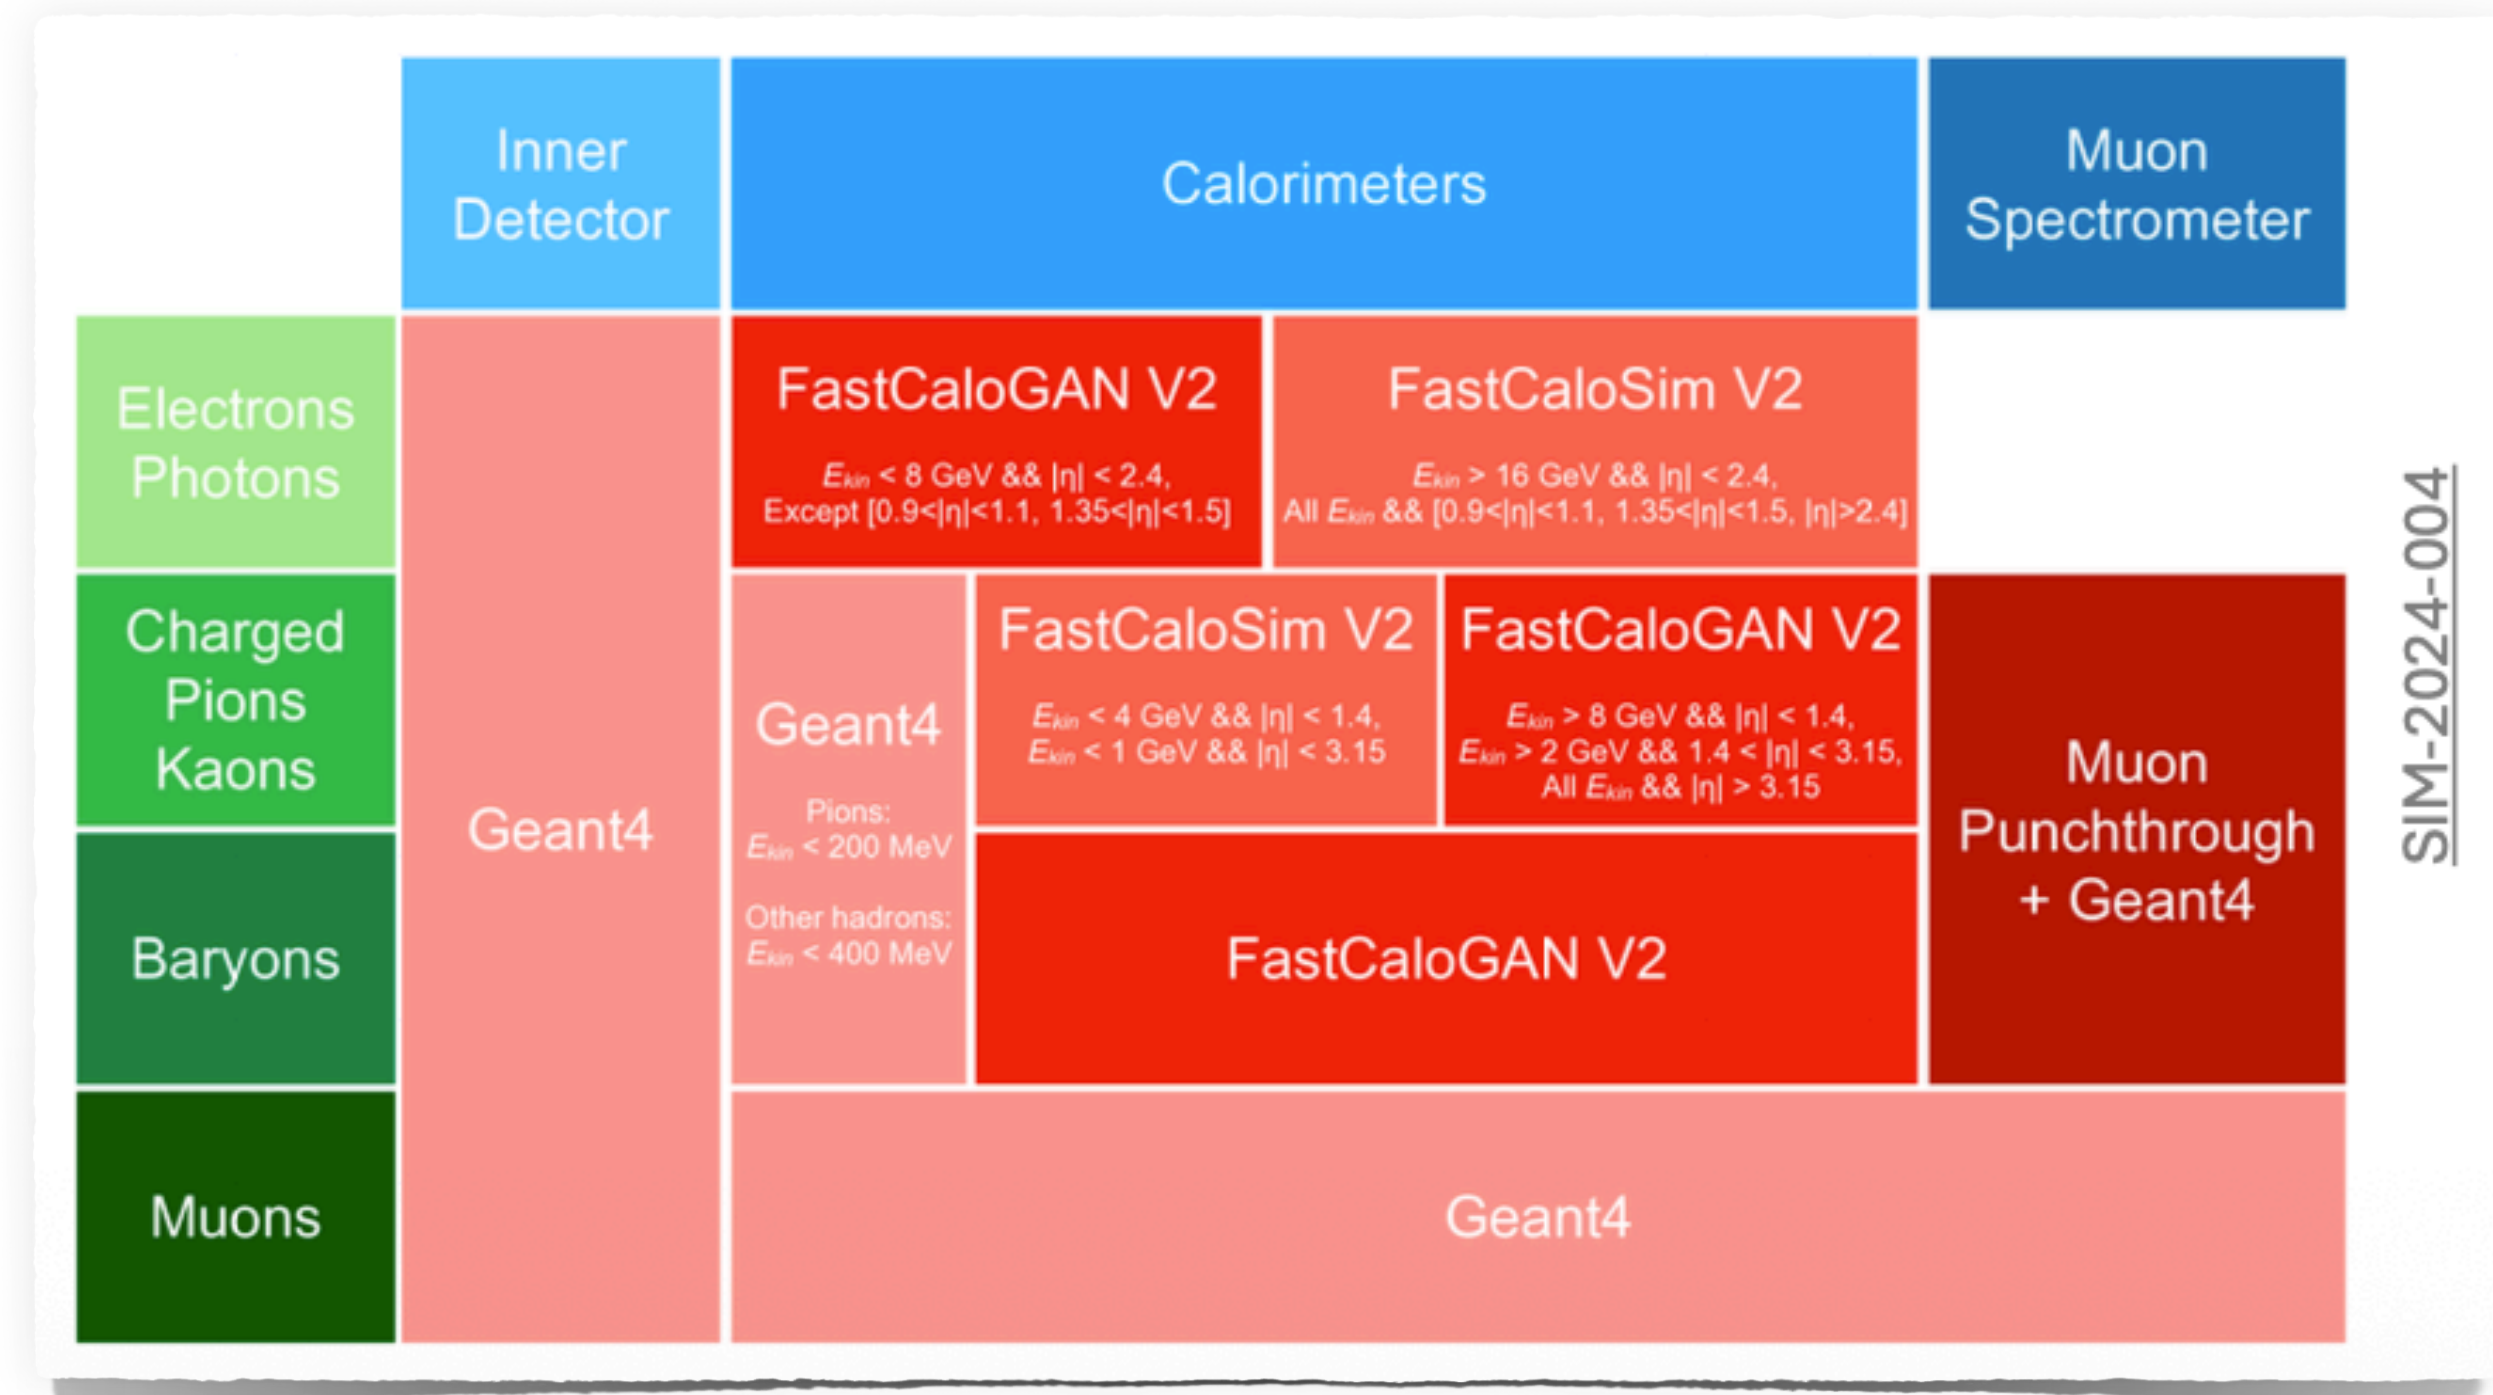 Inner
Detector
Calorimeters
Muon
Spectrometer
Electrons
Photons
FastCaloGAN V2
Ekin < 8 GeV && |η| < 2.4,
Except [0.9<|η|<1.1, 1.35<|η|<1.5]
FastCaloSim V2
Ekin > 16 GeV && |η| < 2.4,
All Ekin && [0.9<|η|<1.1, 1.35<|η|<1.5, |η|>2.4]
Charged
Pions
Kaons
Geant4
Geant4
Pions:
Ekin < 200 MeV
Other hadrons:
Ekin < 400 MeV
FastCaloSim V2
Ekin < 4 GeV && |η| < 1.4,
Ekin < 1 GeV && |η| < 3.15
FastCaloGAN V2
Ekin > 8 GeV && |η| < 1.4,
Ekin > 2 GeV && 1.4 < |η| < 3.15,
All Ekin && |η| > 3.15
Muon
Punchthrough
+ Geant4
Baryons
FastCaloGAN V2
Muons
Geant4
SIM-2024-004